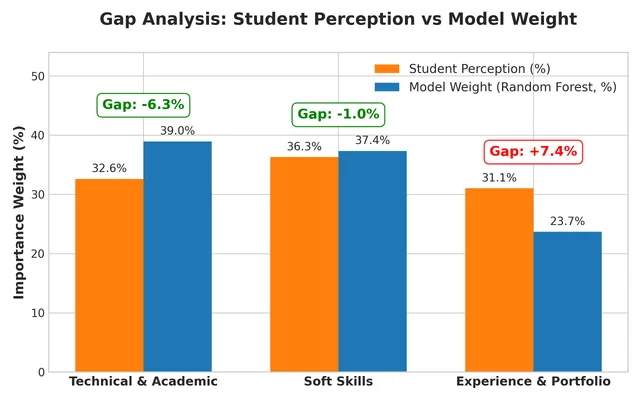 Gap Analysis: Student Perception vs Model Weight
Student Perception (%)
Model Weight (Random Forest, %)
Importance Weight (%)
50
40
30
20
10
0
Gap: -6.3%
Gap: -1.0%
Gap: +7.4%
32.6%
39.0%
36.3%
37.4%
31.1%
23.7%
Technical & Academic
Soft Skills
Experience & Portfolio